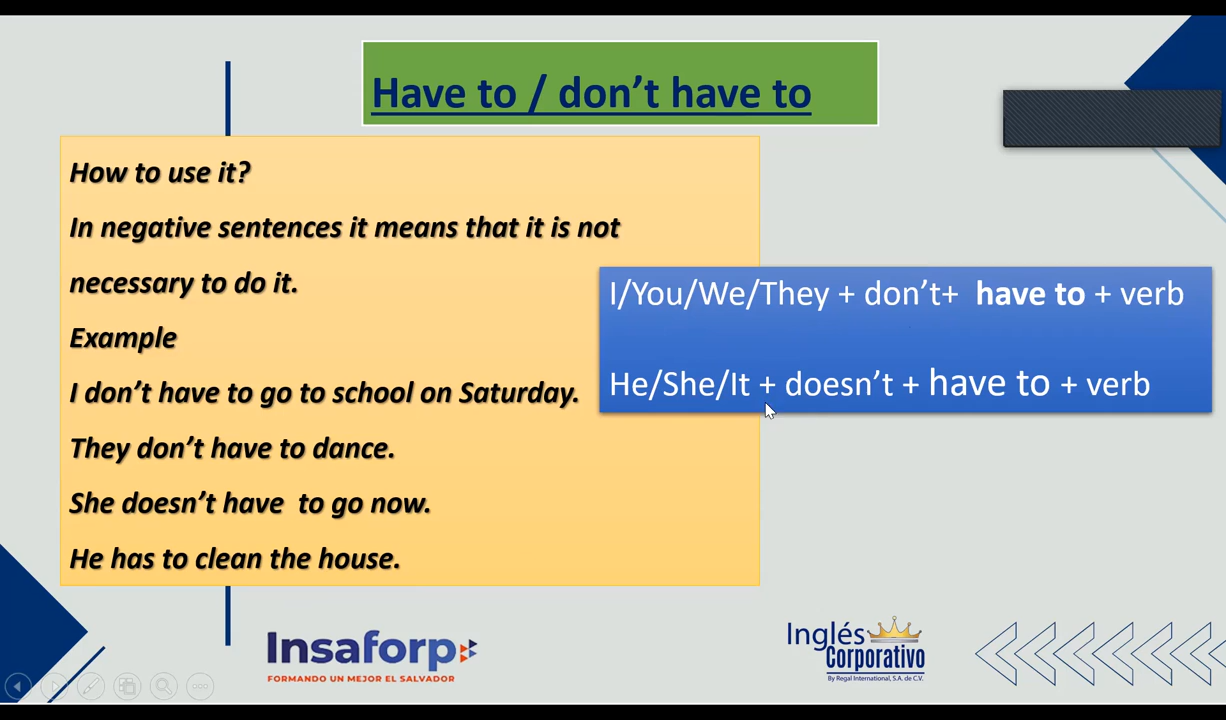 Have to / don't have to
How to use it?
In negative sentences it means that it is not
necessary to do it.
Example
I don't have to go to school on Saturday.
They don't have to dance.
She doesn't have  to go now.
He has to clean the house.
I/You/We/They + don't+  have to + verb
He/She/It + doesn't + have to + verb
Insaforp
FORMANDO UN MEJOR EL SALVADOR
Inglés
Corporativo
By Regal International, S.A. de C.V.